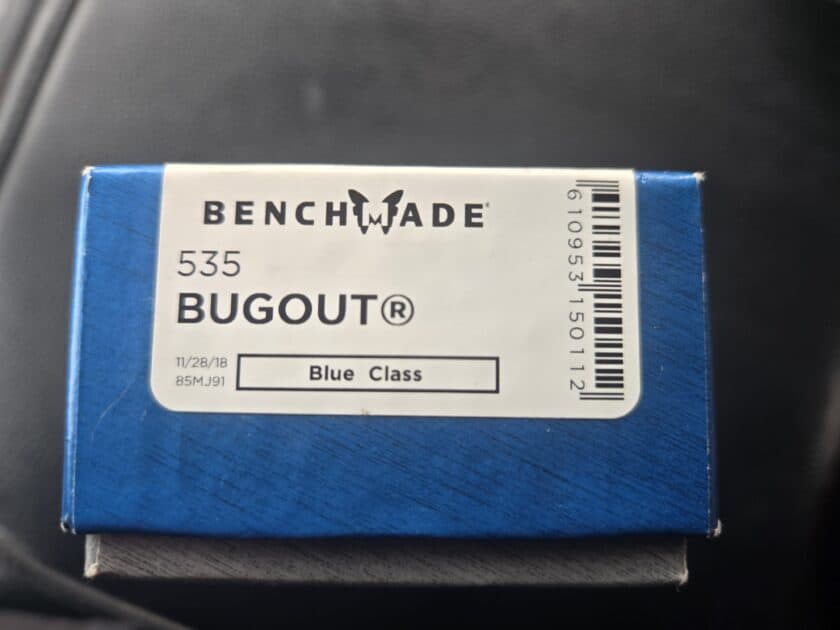 BENCHMADE®
535
BUGOUT®
11/28/18
85MJ91
Blue Class
610953150112